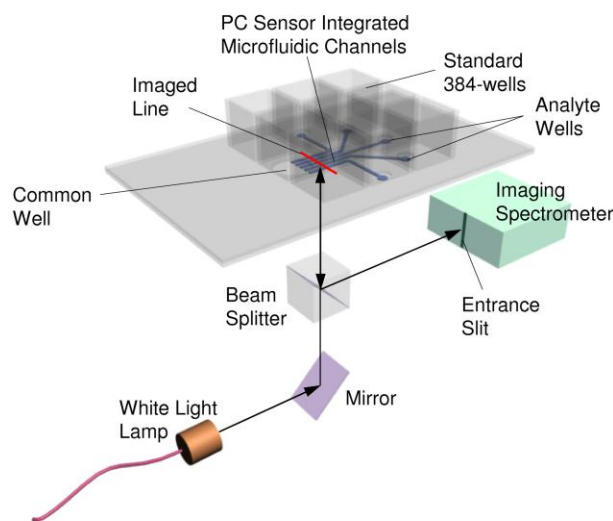 PC Sensor Integrated
Microfluidic Channels
Imaged
Line
Standard
384-wells
Analyte
Wells
Common
Well
Imaging
Spectrometer
Beam
Splitter
Entrance
Slit
White Light
Lamp
Mirror